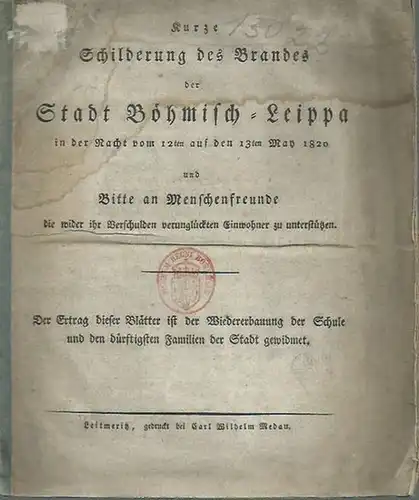 Kurze
Schilderung des Brandes
der
Stadt Böhmisch-Leippa
in der Nacht vom 12ten auf den 13ten May 1820
und
Bitte an Menschenfreunde
die wider ihr Verschulden verunglückten Einwohner zu unterstützen.
Der Ertrag dieser Blätter ist der Wiedererbauung der Schule
und den dürftigsten Familien der Stadt gewidmet.
Leitmeritz, gedruckt bei Carl Wilhelm Medau.